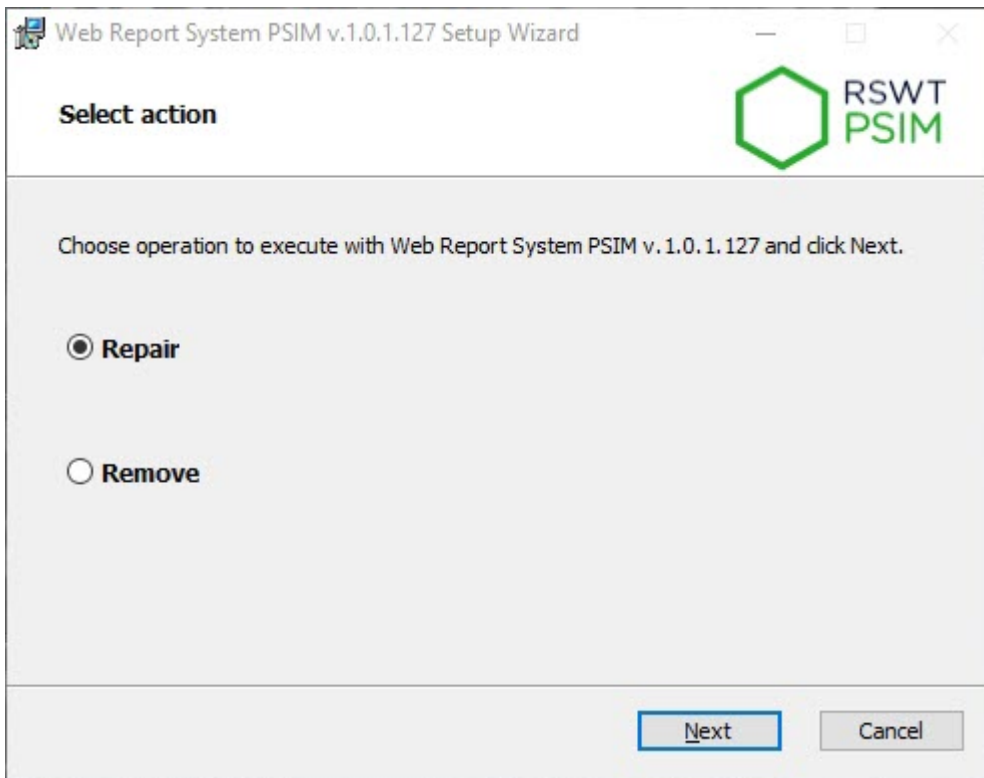 Web Report System PSIM v.1.0.1.127 Setup Wizard
Select action
RSWT
PSIM
Choose operation to execute with Web Report System PSIM v.1.0.1.127 and click Next.
Repair
Remove
Next
Cancel